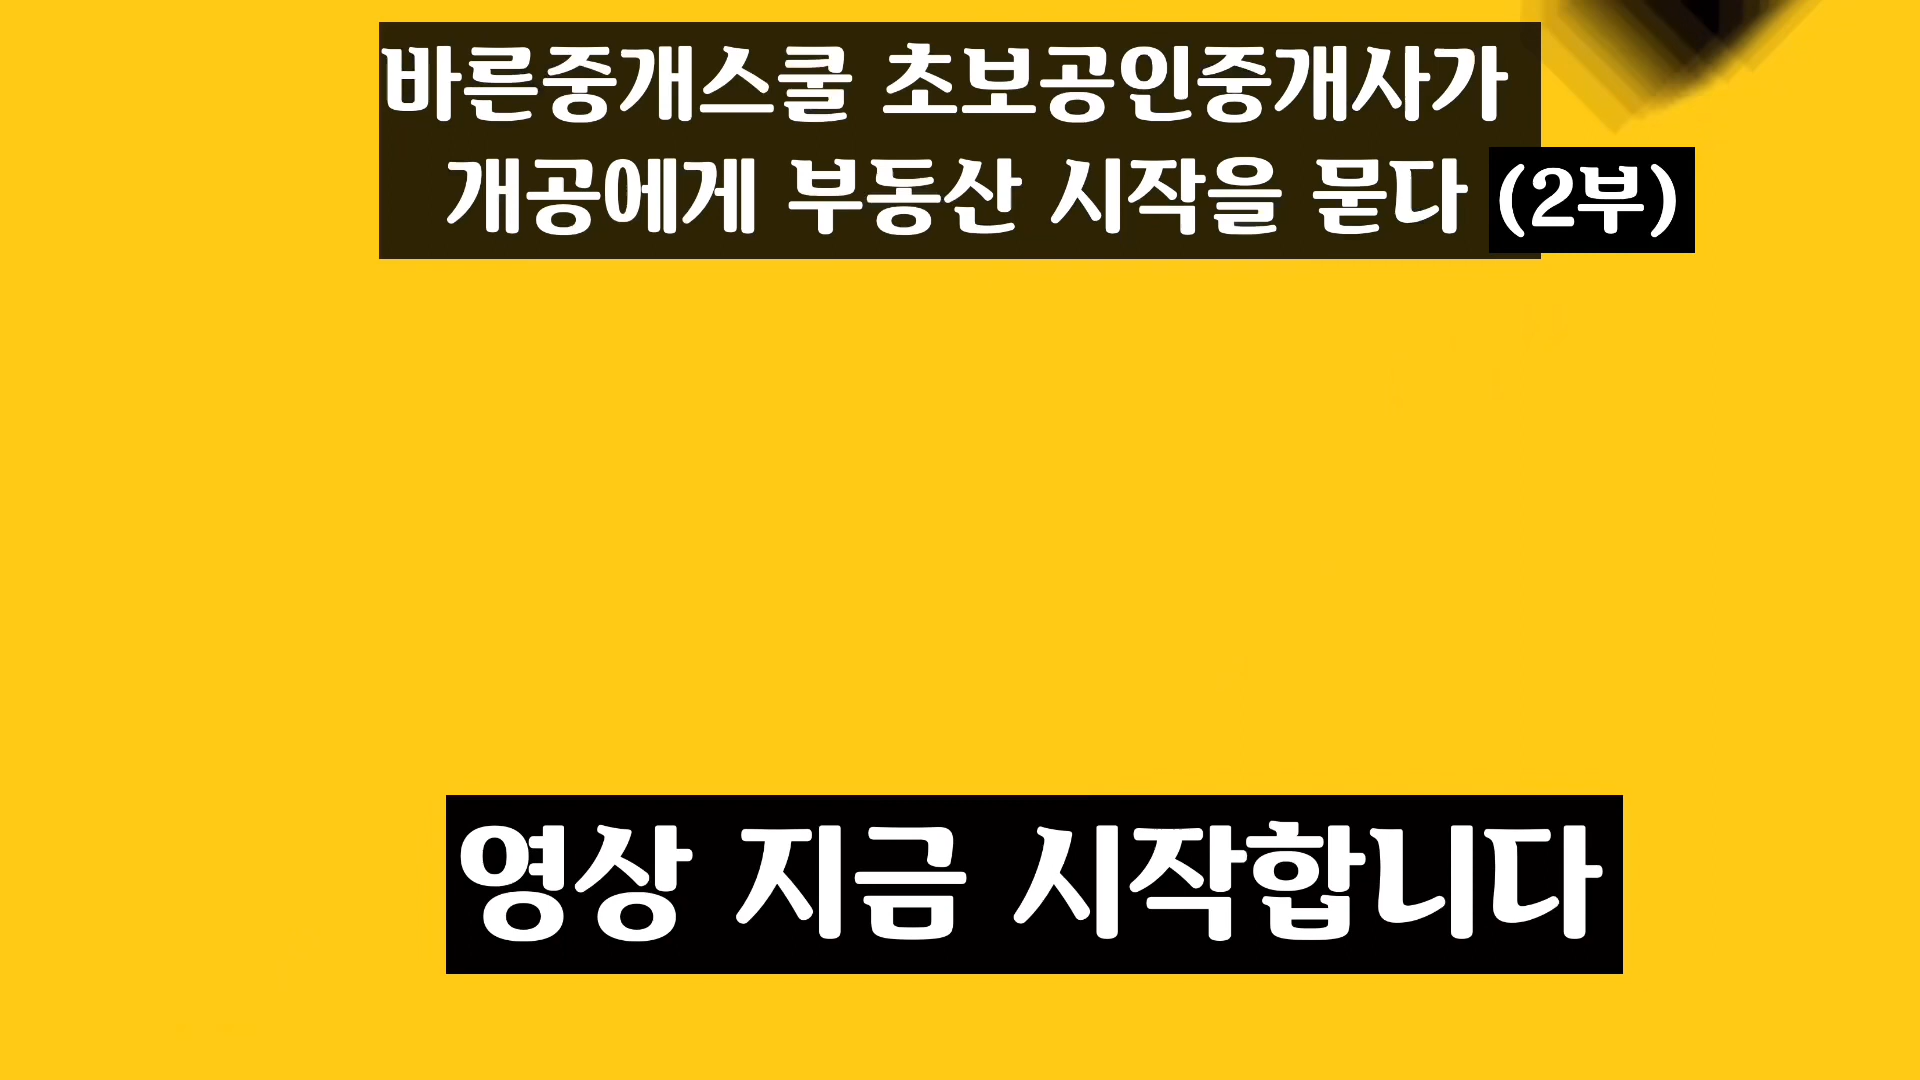 바른중개스쿨 초보공인중개사가
개공에게 부동산 시작을 묻다 (2부)
영상 지금 시작합니다